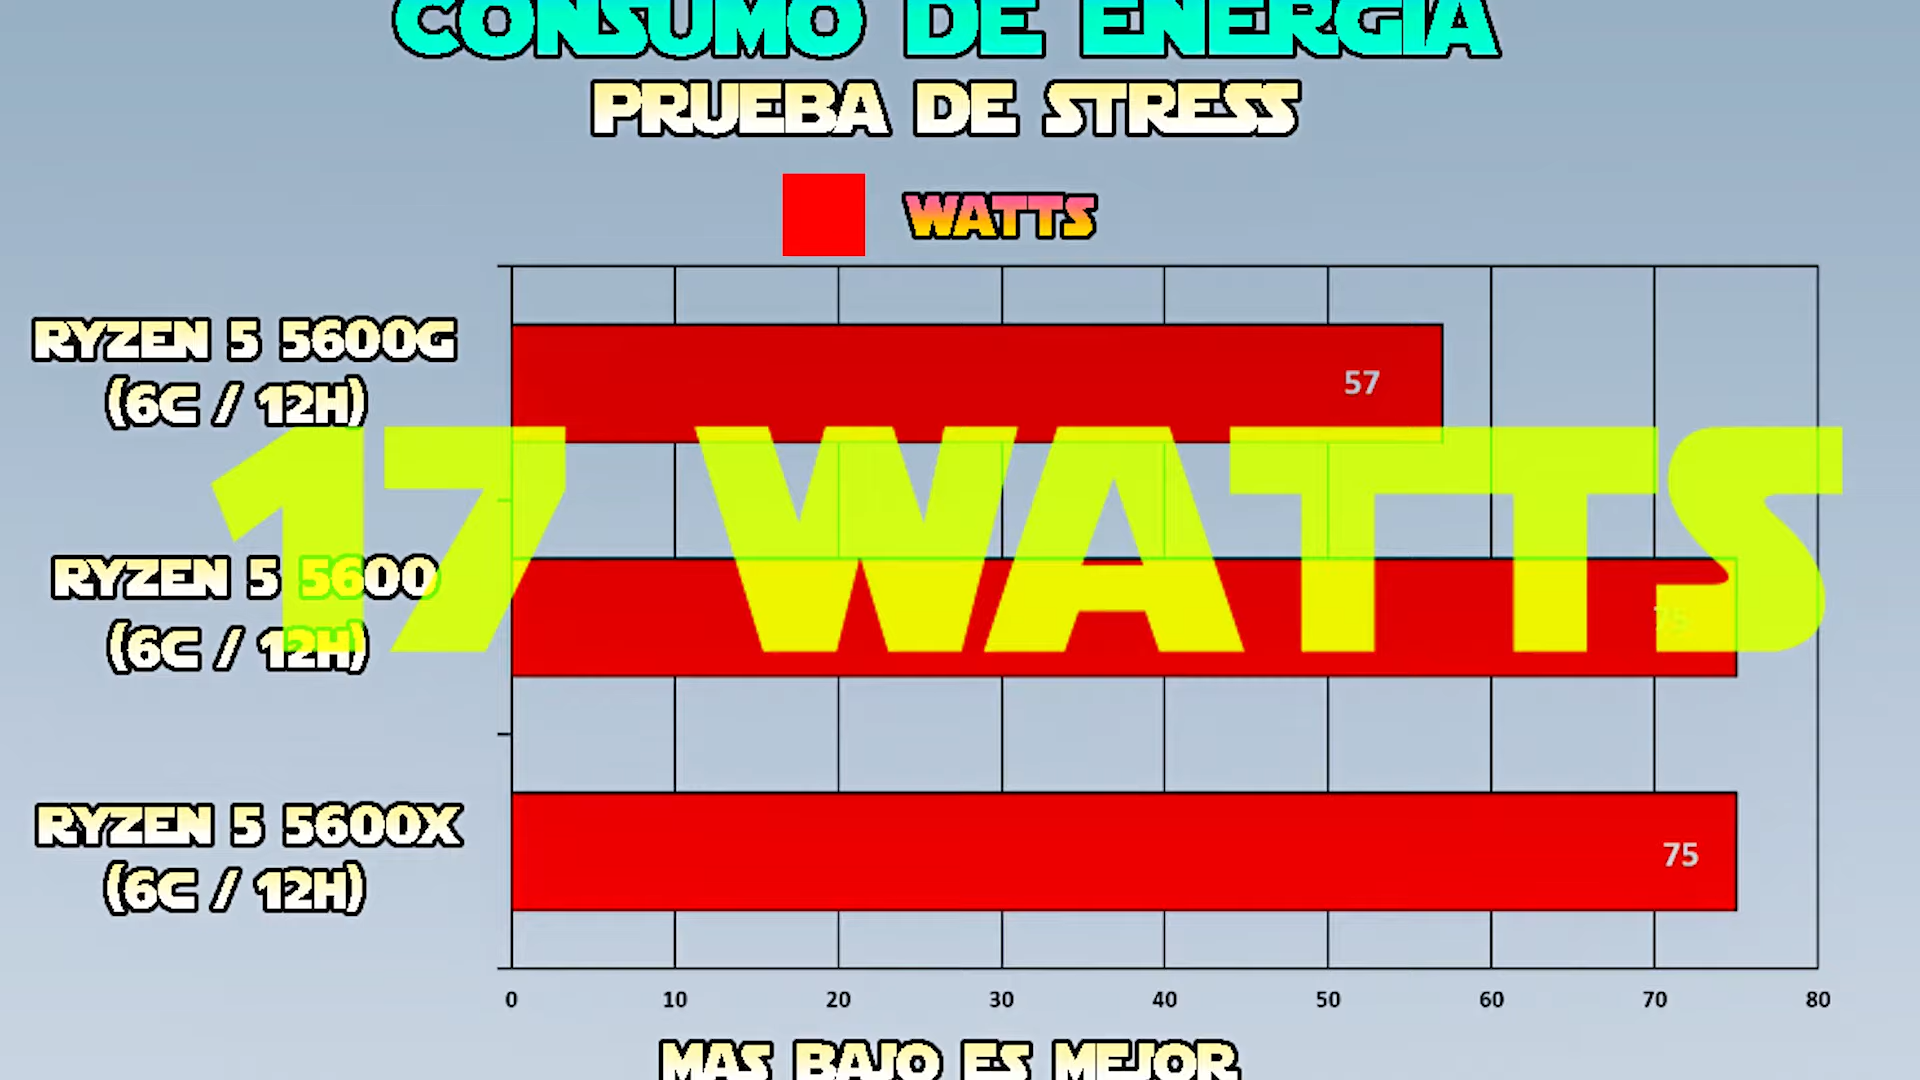 CONSUMO DE ENERGIA
PRUEBA DE STRESS
WATTS
RYZEN 5 5600G
(6C / 12H)
57
17 WATTS
RYZEN 5 5600
(6C / 12H)
75
RYZEN 5 5600X
(6C / 12H)
75
0 10 20 30 40 50 60 70 80
MAS BAJO ES MEJOR